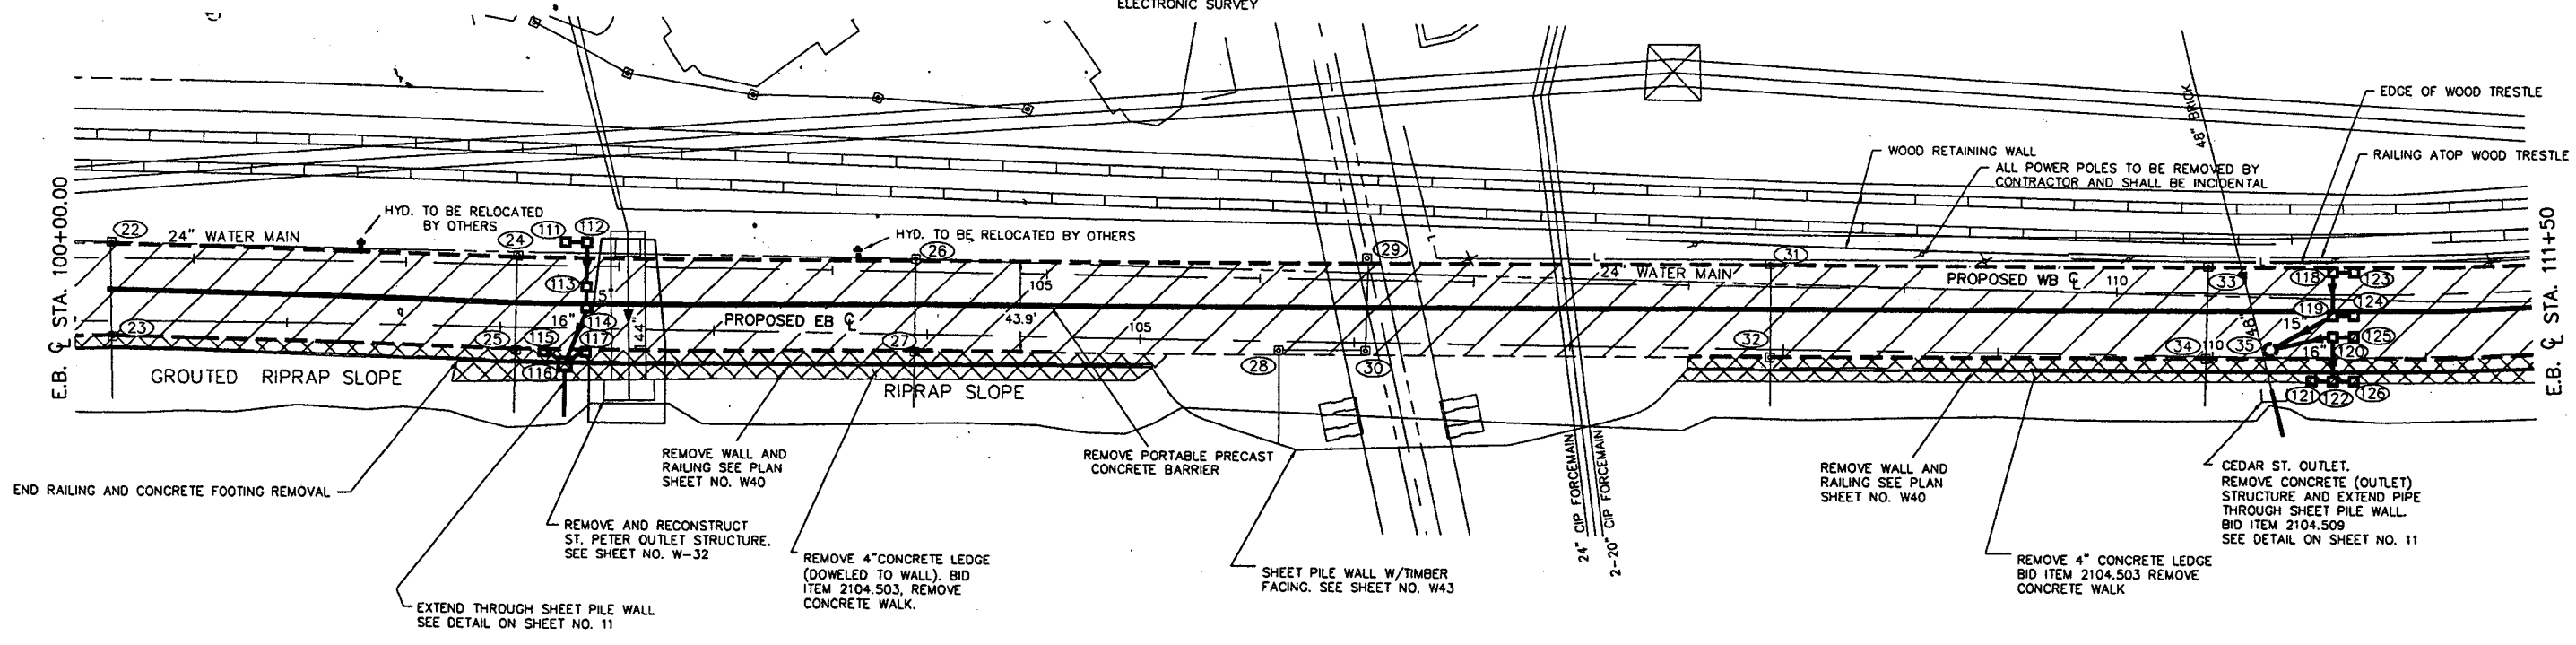 ELECTRONIC SURVEY
48" BRICK
EDGE OF WOOD TRESTLE
WOOD RETAINING WALL
RAILING ATOP WOOD TRESTLE
ALL POWER POLES TO BE REMOVED BY
CONTRACTOR AND SHALL BE INCIDENTAL
E.B. ℄ STA. 100+00.00
HYD. TO BE RELOCATED
BY OTHERS
22
24" WATER MAIN
24
111
112
HYD. TO BE RELOCATED BY OTHERS
26
29
31
24" WATER MAIN
PROPOSED WB ℄
110
33
118
123
113
15"
105
E.B. ℄ STA. 111+50
23
16"
114
144"
PROPOSED EB ℄
43.9'
105
119
124
15"
48"
25
115
117
27
32
34
110
35
16"
120
125
116
28
30
GROUTED RIPRAP SLOPE
RIPRAP SLOPE
121
122
126
END RAILING AND CONCRETE FOOTING REMOVAL
REMOVE WALL AND
RAILING SEE PLAN
SHEET NO. W40
REMOVE PORTABLE PRECAST
CONCRETE BARRIER
24" CIP FORCEMAIN
2-20" CIP FORCEMAIN
REMOVE WALL AND
RAILING SEE PLAN
SHEET NO. W40
CEDAR ST. OUTLET.
REMOVE CONCRETE (OUTLET)
STRUCTURE AND EXTEND PIPE
THROUGH SHEET PILE WALL.
BID ITEM 2104.509
SEE DETAIL ON SHEET NO. 11
REMOVE AND RECONSTRUCT
ST. PETER OUTLET STRUCTURE.
SEE SHEET NO. W-32
REMOVE 4"CONCRETE LEDGE
(DOWELED TO WALL). BID
ITEM 2104.503, REMOVE
CONCRETE WALK.
SHEET PILE WALL W/TIMBER
FACING. SEE SHEET NO. W43
REMOVE 4" CONCRETE LEDGE
BID ITEM 2104.503 REMOVE
CONCRETE WALK
EXTEND THROUGH SHEET PILE WALL
SEE DETAIL ON SHEET NO. 11